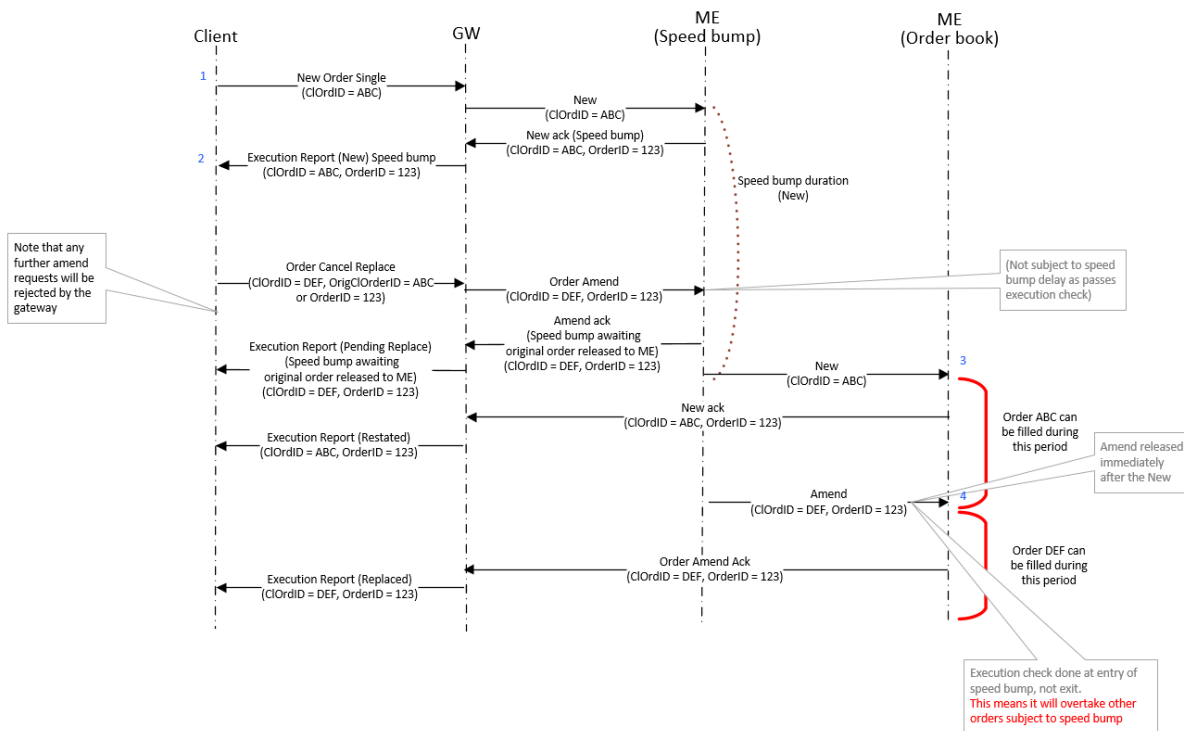 Client
GW
ME
(Speed bump)
ME
(Order book)
1
New Order Single
(ClOrdID = ABC)
New
(ClOrdID = ABC)
New ack (Speed bump)
(ClOrdID = ABC, OrderID = 123)
2
Execution Report (New) Speed bump
(ClOrdID = ABC, OrderID = 123)
Speed bump duration
(New)
Note that any
further amend
requests will be
rejected by the
gateway
Order Cancel Replace
(ClOrdID = DEF, OrigClOrderID = ABC
or OrderID = 123)
Order Amend
(ClOrdID = DEF, OrderID = 123)
(Not subject to speed
bump delay as passes
execution check)
Amend ack
(Speed bump awaiting
original order released to ME)
(ClOrdID = DEF, OrderID = 123)
Execution Report (Pending Replace)
(Speed bump awaiting
original order released to ME)
(ClOrdID = DEF, OrderID = 123)
3
New
(ClOrdID = ABC)
New ack
(ClOrdID = ABC, OrderID = 123)
Order ABC can
be filled during
this period
Execution Report (Restated)
(ClOrdID = ABC, OrderID = 123)
Amend released
immediately
after the New
Amend
(ClOrdID = DEF, OrderID = 123)
4
Order DEF can
be filled during
this period
Order Amend Ack
(ClOrdID = DEF, OrderID = 123)
Execution Report (Replaced)
(ClOrdID = DEF, OrderID = 123)
Execution check done at entry of
speed bump, not exit.
This means it will overtake other
orders subject to speed bump